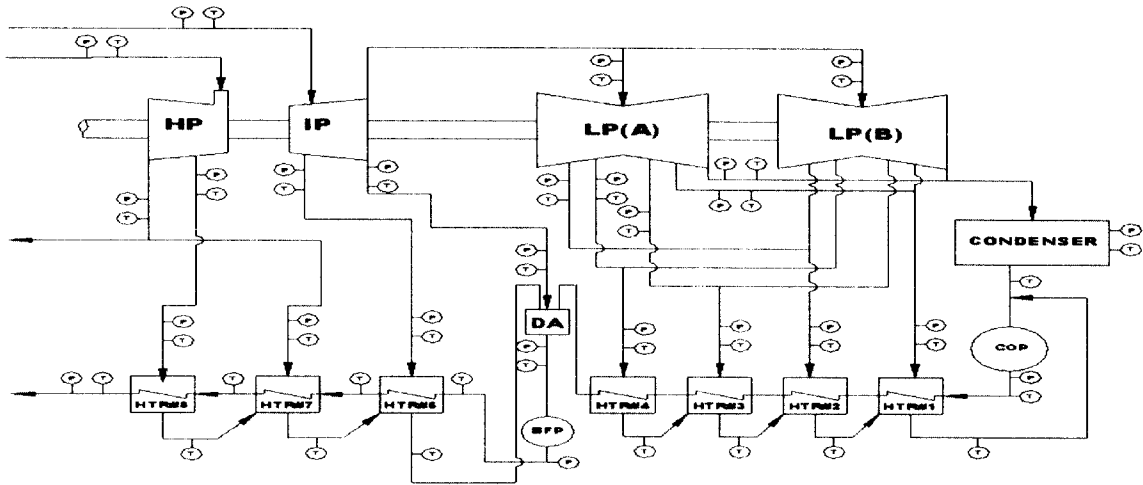 P T
P T
P P
T T
HP IP LP(A) LP(B)
P P P P P P T
T T T T T
P P P T
T T
CONDENSER
P
T
P
T
T
DA
P P P P P P P
T T T T T T T
P
T
COP
P
T
P T T T T
HTR#8 HTR#7 HTR#6 HTR#4 HTR#3 HTR#2 HTR#1
BFP
T T T T T T T
P